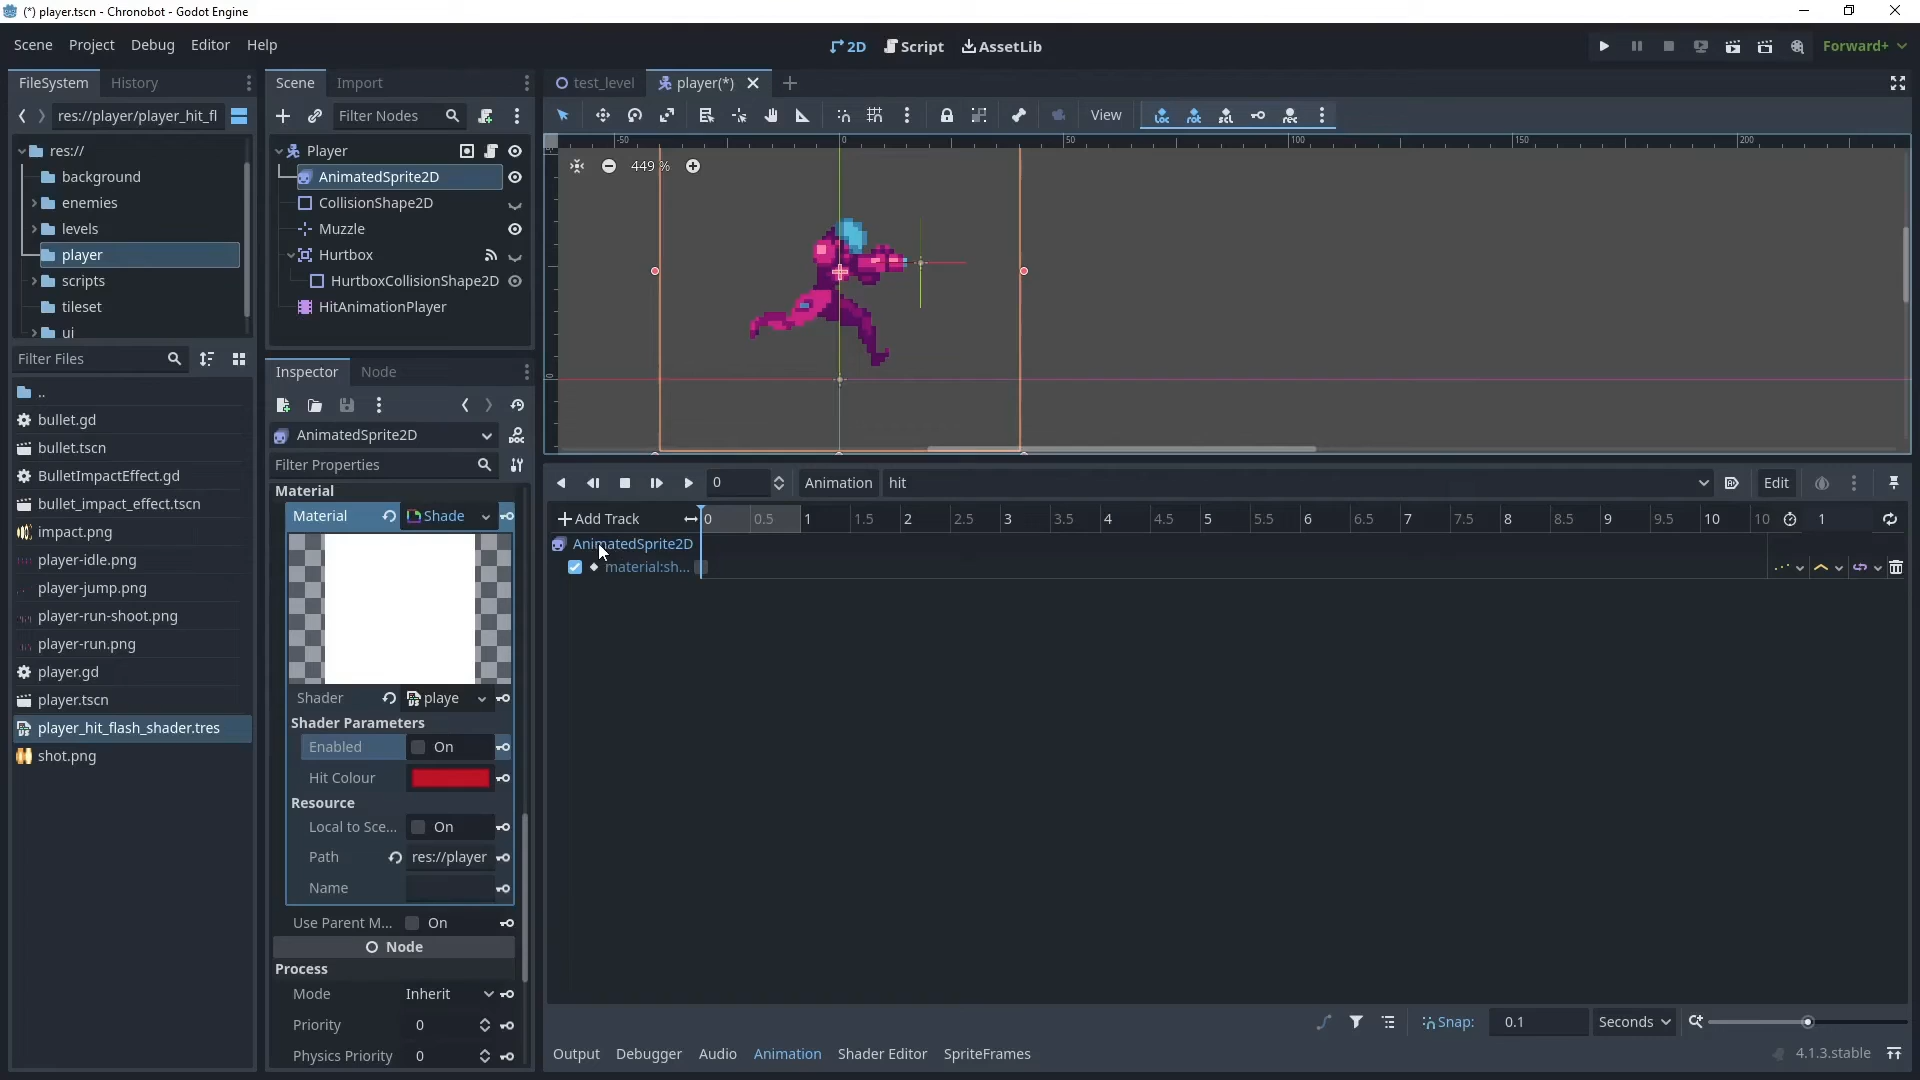 (*) player.tscn - Chronobot - Godot Engine
Scene Project Debug Editor Help
2D Script AssetLib
Forward+
FileSystem History
res://player/player_hit_fl
res://
background
enemies
levels
player
scripts
tileset
ui
Filter Files
..
bullet.gd
bullet.tscn
BulletImpactEffect.gd
bullet_impact_effect.tscn
impact.png
player-idle.png
player-jump.png
player-run-shoot.png
player-run.png
player.gd
player.tscn
player_hit_flash_shader.tres
shot.png
Scene Import
Filter Nodes
Player
AnimatedSprite2D
CollisionShape2D
Muzzle
Hurtbox
HurtboxCollisionShape2D
HitAnimationPlayer
Inspector Node
AnimatedSprite2D
Filter Properties
Material
Material Shade
Shader playe
Shader Parameters
Enabled On
Hit Colour
Resource
Local to Sce... On
Path res://player
Name
Use Parent M... On
Node
Process
Mode Inherit
Priority 0
Physics Priority 0
test_level player(*)
View
-50 0 50 100 150 200
449 %
0
0 Animation hit Edit
Add Track 0 0.5 1 1.5 2 2.5 3 3.5 4 4.5 5 5.5 6 6.5 7 7.5 8 8.5 9 9.5 10 10 1
AnimatedSprite2D
material:sh...
Snap: 0.1 Seconds
Output Debugger Audio Animation Shader Editor SpriteFrames 4.1.3.stable